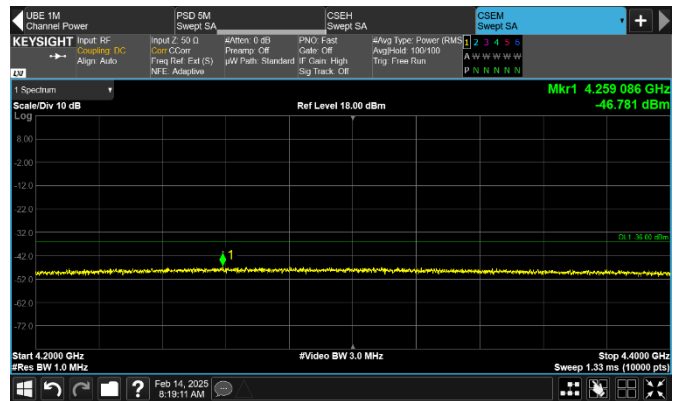 UBE 1M
Channel Power
PSD 5M
Swept SA
CSEH
Swept SA
CSEM
Swept SA
KEYSIGHT
Input: RF
Coupling: DC
Align: Auto
Input Z: 50 Ω
Corr CCorr
Freq Ref: Ext (S)
NFE: Adaptive
#Atten: 0 dB
Preamp: Off
µW Path: Standard
PNO: Fast
Gate: Off
IF Gain: High
Sig Track: Off
#Avg Type: Power (RMS)
Avg|Hold: 100/100
Trig: Free Run
1 2 3 4 5 6
A W W W W W
P N N N N N
LXI
1 Spectrum
Scale/Div 10 dB
Log
Ref Level 18.00 dBm
Mkr1 4.259 086 GHz
-46.781 dBm
8.00
-2.00
-12.0
-22.0
-32.0
DL1 -36.00 dBm
-42.0
1
-52.0
-62.0
-72.0
Start 4.2000 GHz
#Res BW 1.0 MHz
#Video BW 3.0 MHz
Stop 4.4000 GHz
Sweep 1.33 ms (10000 pts)
?
Feb 14, 2025
8:19:11 AM